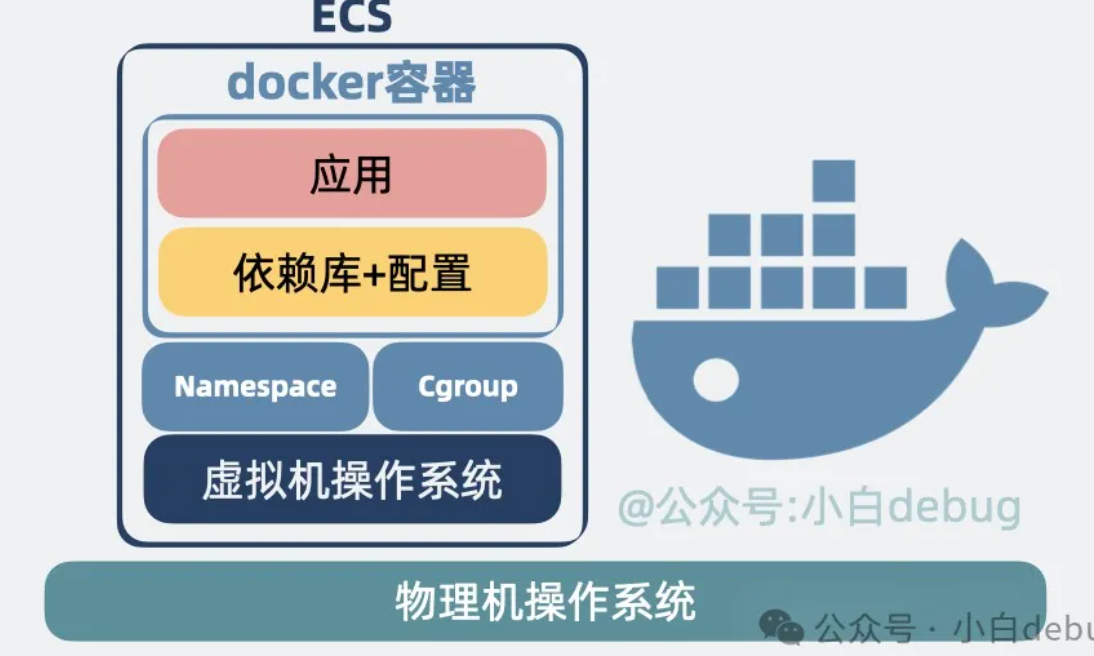 ECS
docker容器
应用
依赖库+配置
Namespace
Cgroup
虚拟机操作系统
@公众号:小白debug
物理机操作系统
公众号 · 小白debu